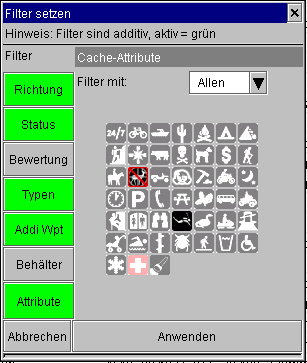 Filter setzen
Hinweis: Filter sind additiv, aktiv= grün
Filter
Cache-Attribute
Richtung
Status
Bewertung
Typen
Addi Wpt
Behälter
Attribute
Filter mit:
Allen
24/7
P
$
Abbrechen
Anwenden